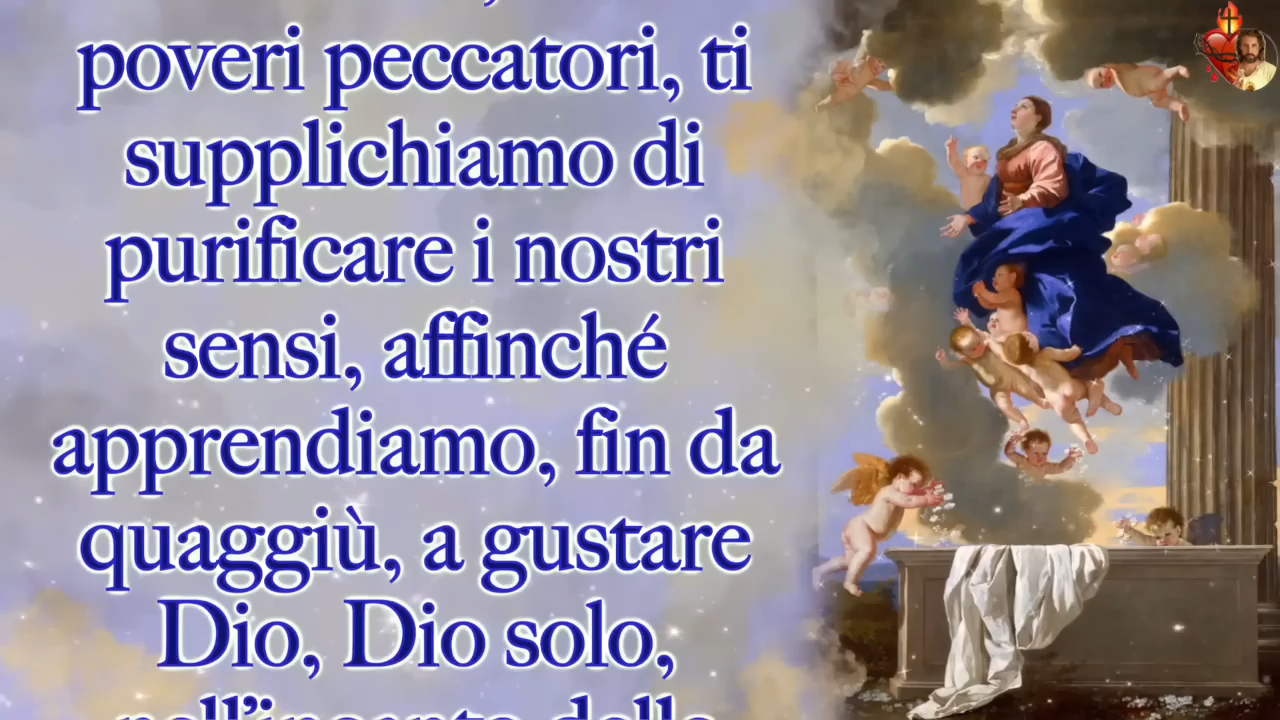 poveri peccatori, ti
supplichiamo di
purificare i nostri
sensi, affinché
apprendiamo, fin da
quaggiù, a gustare
Dio, Dio solo,